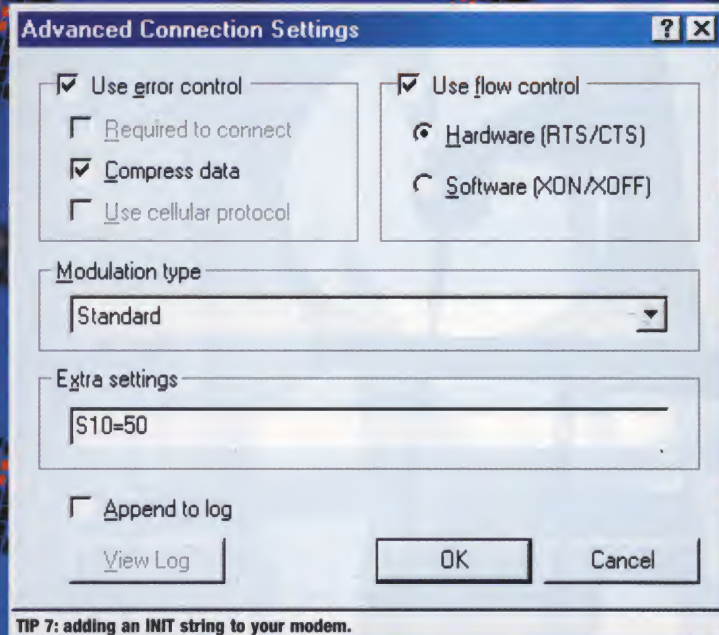 Advanced Connection Settings
Use error control
Required to connect
Compress data
Use cellular protocol
Use flow control
Hardware (RTS/CTS)
Software (XON/XOFF)
Modulation type
Standard
Extra settings
S10=50
Append to log
View Log
OK
Cancel
TIP 7: adding an INIT string to your modem.